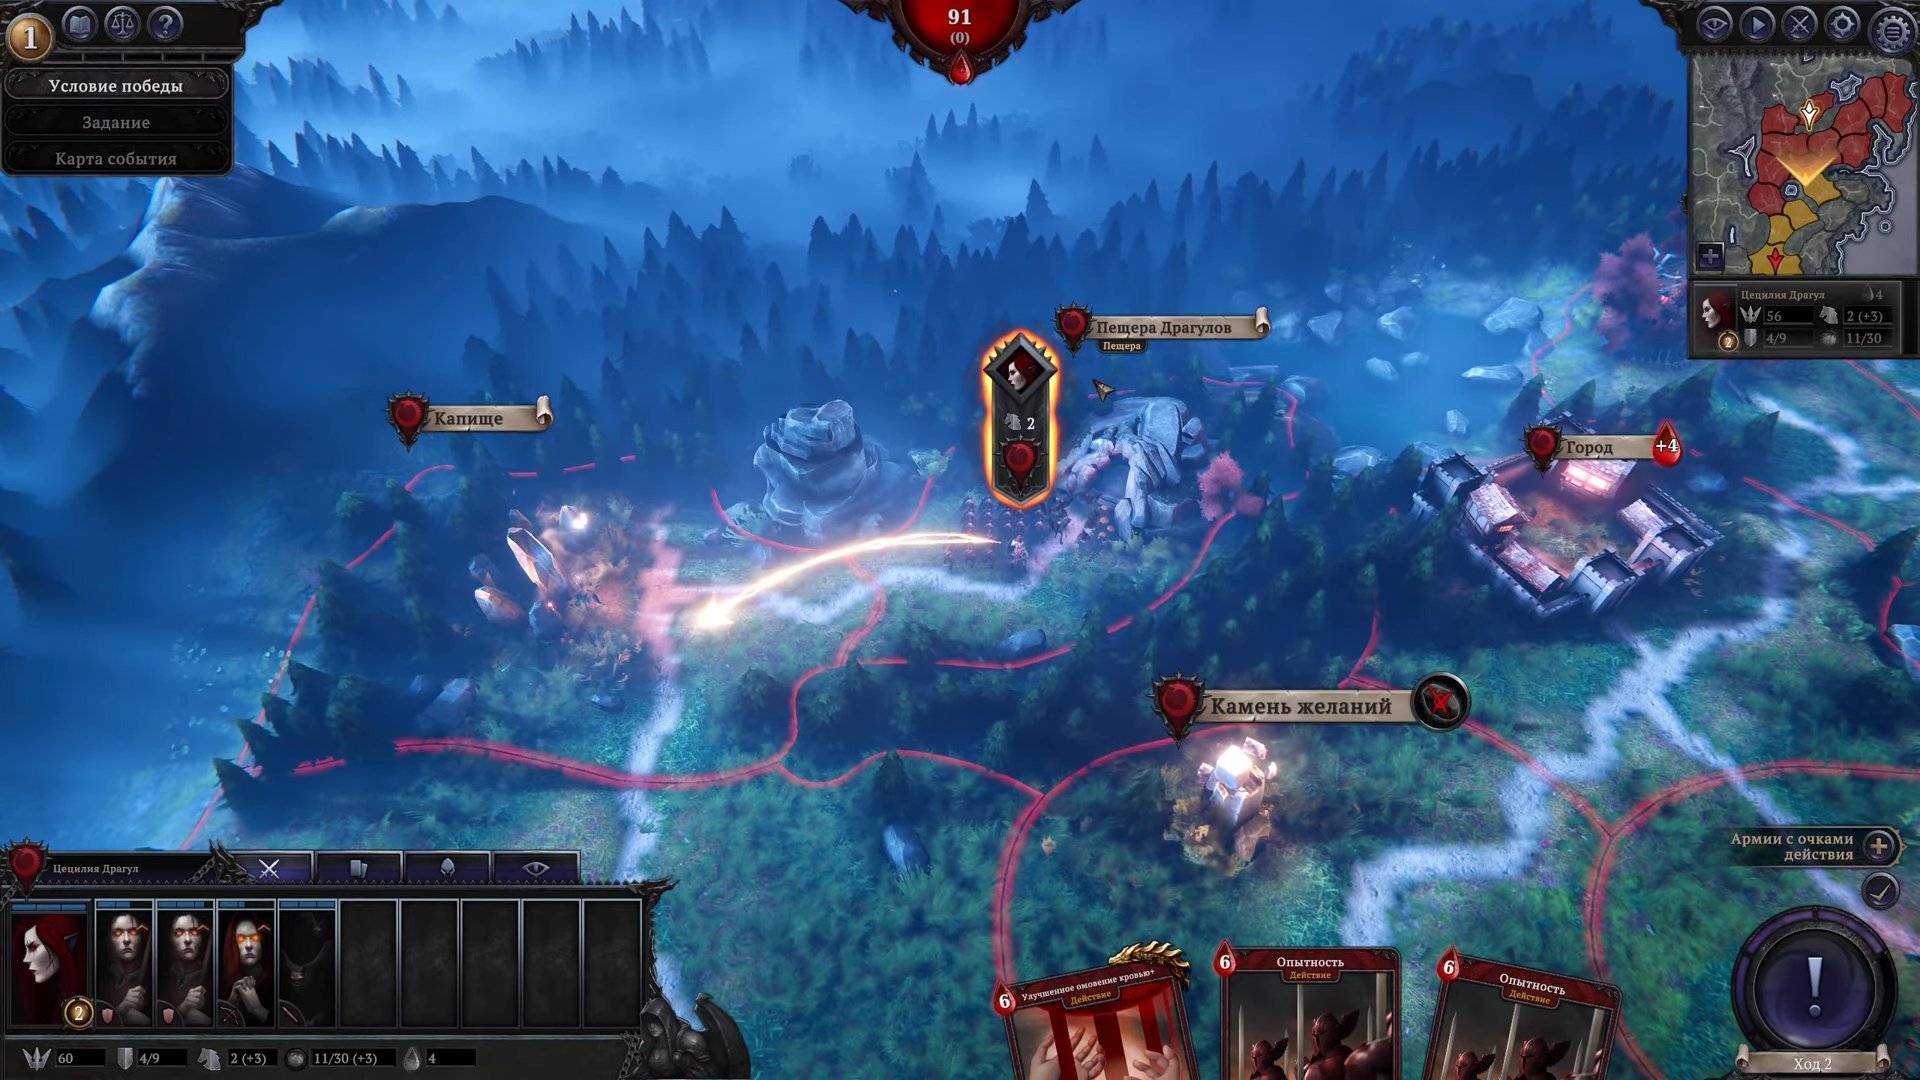 1
?
Условие победы
Задание
Карта события
91
(0)
Цецилия Драгул
4
56
2 (+3)
2
4/9
11/30
Пещера Драгулов
Пещера
2
Капище
Город
+4
Камень желаний
Армии с очками
действия
Цецилия Драгул
2
60
4/9
2 (+3)
11/30 (+3)
4
6
Улучшенное омовение кровью+
Действие
6
Опытность
Действие
6
Опытность
Действие
!
Ход 2